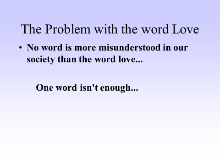 The Problem with the word Love
• No word is more misunderstood in our
society than the word love...
One word isn't enough...